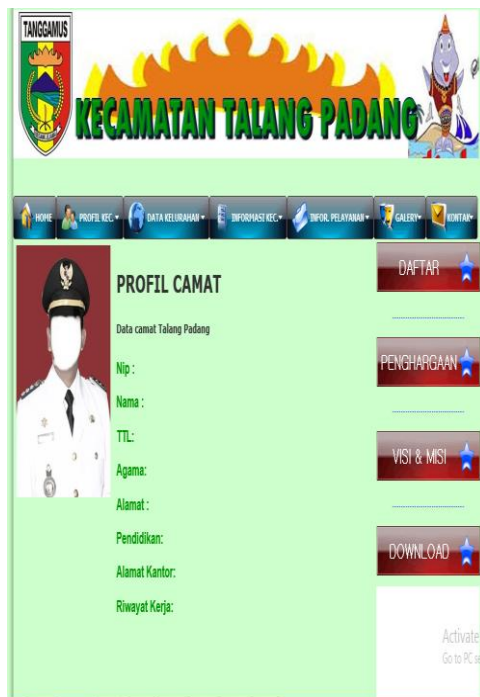 TANGGAMUS
KECAMATAN TALANG PADANG
HOME
PROFIL KEC.
DATA KELURAHAN
INFORMASI KEC.
INFOR. PELAYANAN
GALERY
KONTAK
PROFIL CAMAT
Data camat Talang Padang
Nip :
Nama :
TTL:
Agama:
Alamat :
Pendidikan:
Alamat Kantor:
Riwayat Kerja:
DAFTAR
PENGHARGAAN
VISI & MISI
DOWNLOAD
Activate
Go to PC se